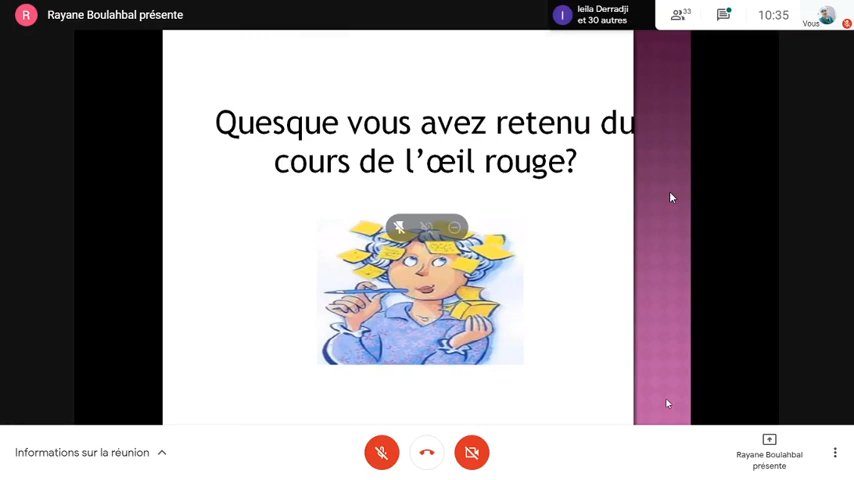 R Rayane Boulahbal présente
l leila Derradji
et 30 autres
33
10:35
Vous
Quesque vous avez retenu du
cours de l’œil rouge?
Informations sur la réunion
Rayane Boulahbal
présente